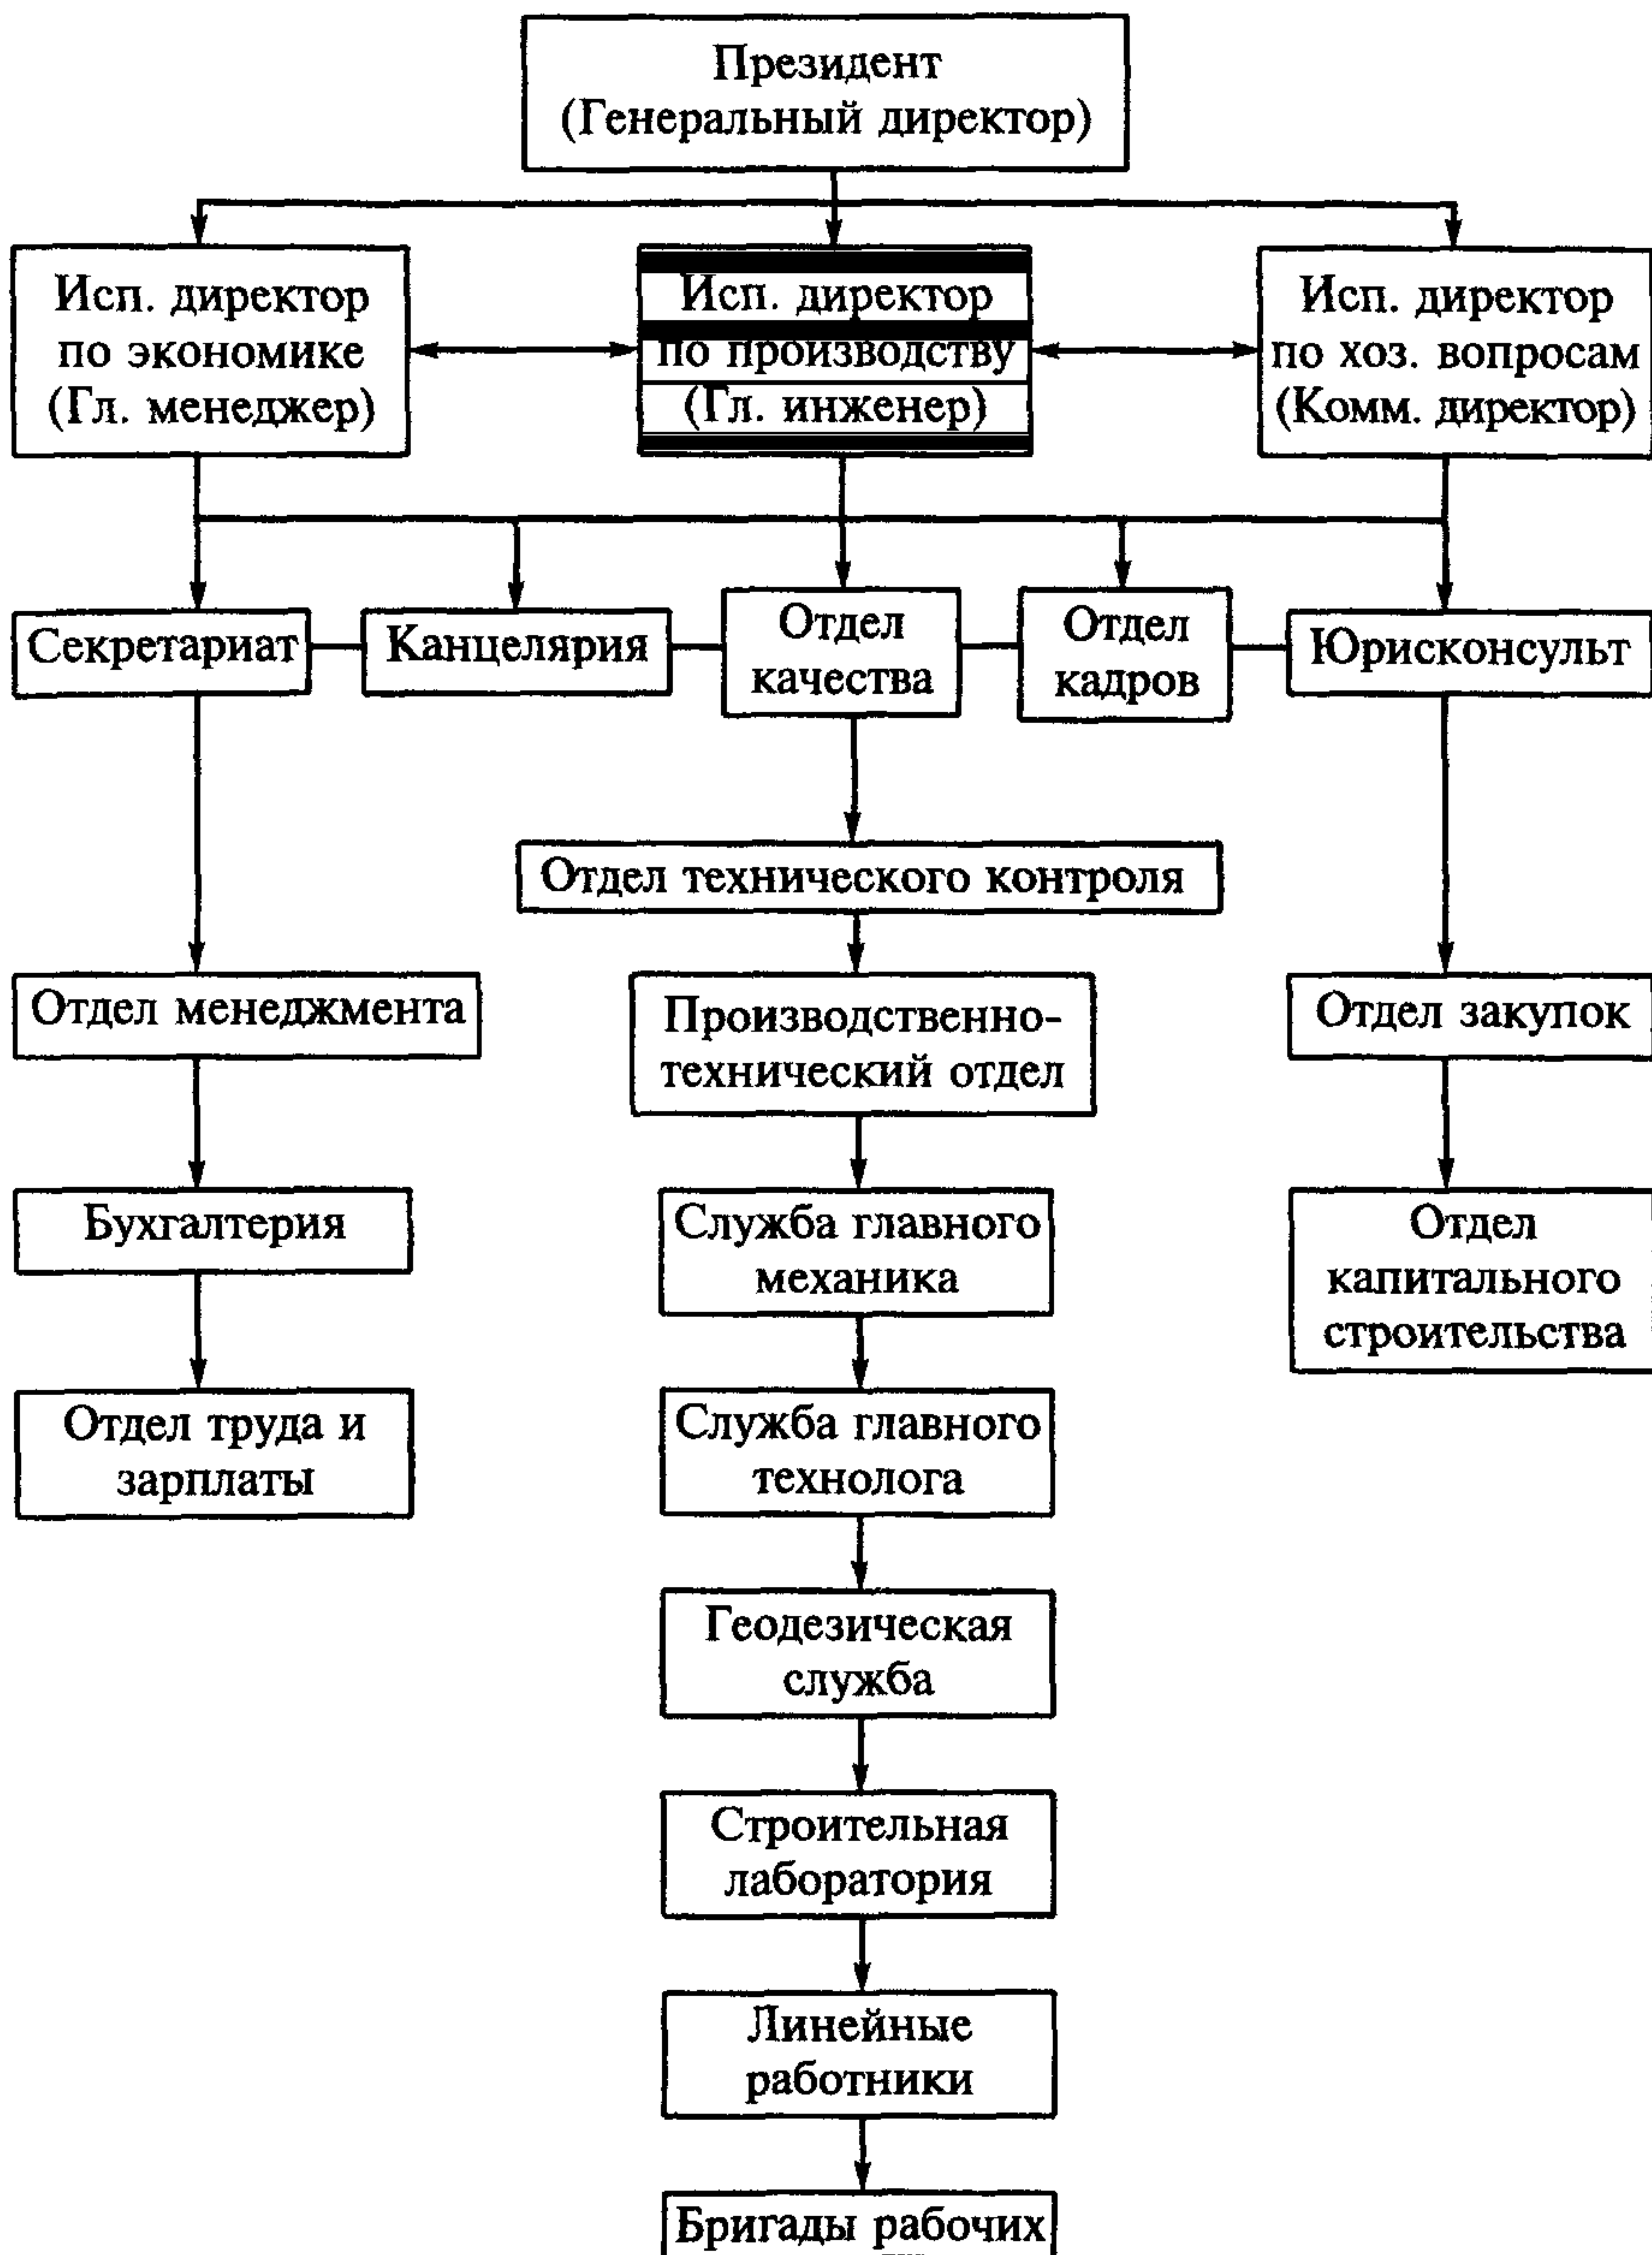 Президент
(Генеральный директор)
Исп. директор
по экономике
(Гл. менеджер)
Исп. директор
по производству
(Гл. инженер)
Исп. директор
по хоз. вопросам
(Комм. директор)
Секретариат
Канцелярия
Отдел
качества
Отдел
кадров
Юрисконсульт
Отдел технического контроля
Отдел менеджмента
Производственно-
технический отдел
Отдел закупок
Бухгалтерия
Служба главного
механика
Отдел
капитального
строительства
Отдел труда и
зарплаты
Служба главного
технолога
Геодезическая
служба
Строительная
лаборатория
Линейные
работники
Бригады рабочих